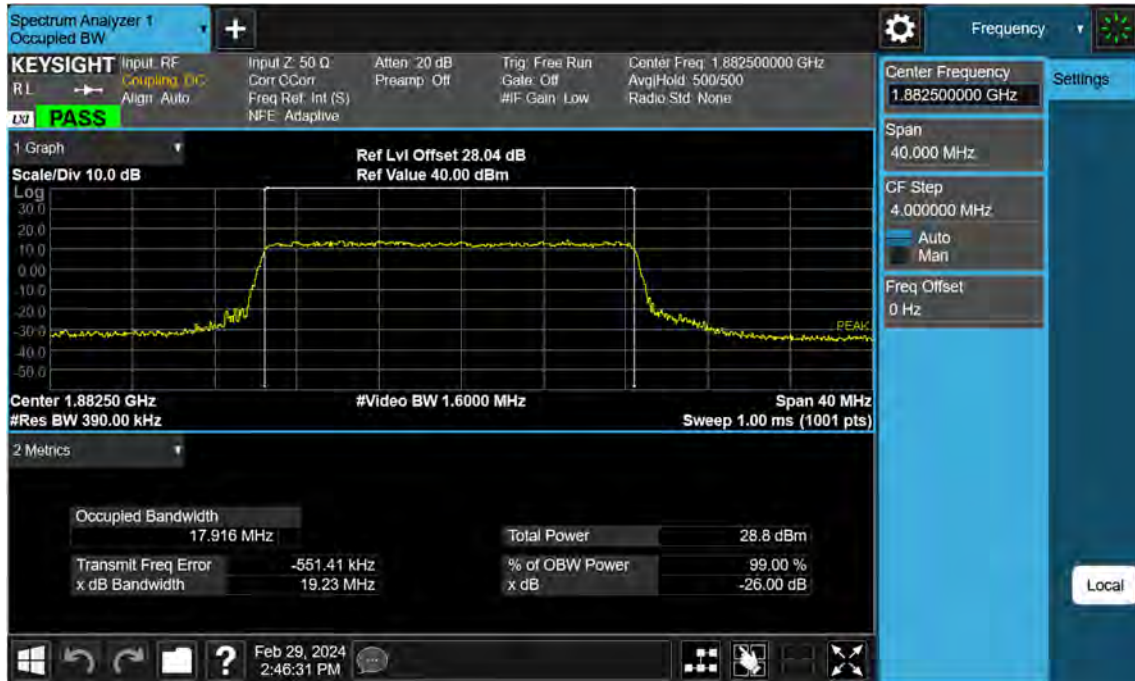 Spectrum Analyzer 1
Occupied BW
+
Frequency
KEYSIGHT
Input: RF
Coupling: DC
Align: Auto
Input Z: 50 Ω
Corr CCorr
Freq Ref: Int (S)
NFE: Adaptive
Atten: 20 dB
Preamp: Off
Trig: Free Run
Gate: Off
#IF Gain: Low
Center Freq: 1.882500000 GHz
Avg|Hold: 500/500
Radio Std: None
R L
LXI
PASS
Center Frequency
1.882500000 GHz
Settings
Span
40.000 MHz
CF Step
4.000000 MHz
Auto
Man
Freq Offset
0 Hz
1 Graph
Scale/Div 10.0 dB
Ref Lvl Offset 28.04 dB
Ref Value 40.00 dBm
Log
30.0
20.0
10.0
0.00
-10.0
-20.0
-30.0
-40.0
-50.0
PEAK
Center 1.88250 GHz
#Video BW 1.6000 MHz
Span 40 MHz
#Res BW 390.00 kHz
Sweep 1.00 ms (1001 pts)
2 Metrics
Occupied Bandwidth
17.916 MHz
Total Power 28.8 dBm
Transmit Freq Error -551.41 kHz
% of OBW Power 99.00 %
x dB Bandwidth 19.23 MHz
x dB -26.00 dB
Local
?
Feb 29, 2024
2:46:31 PM